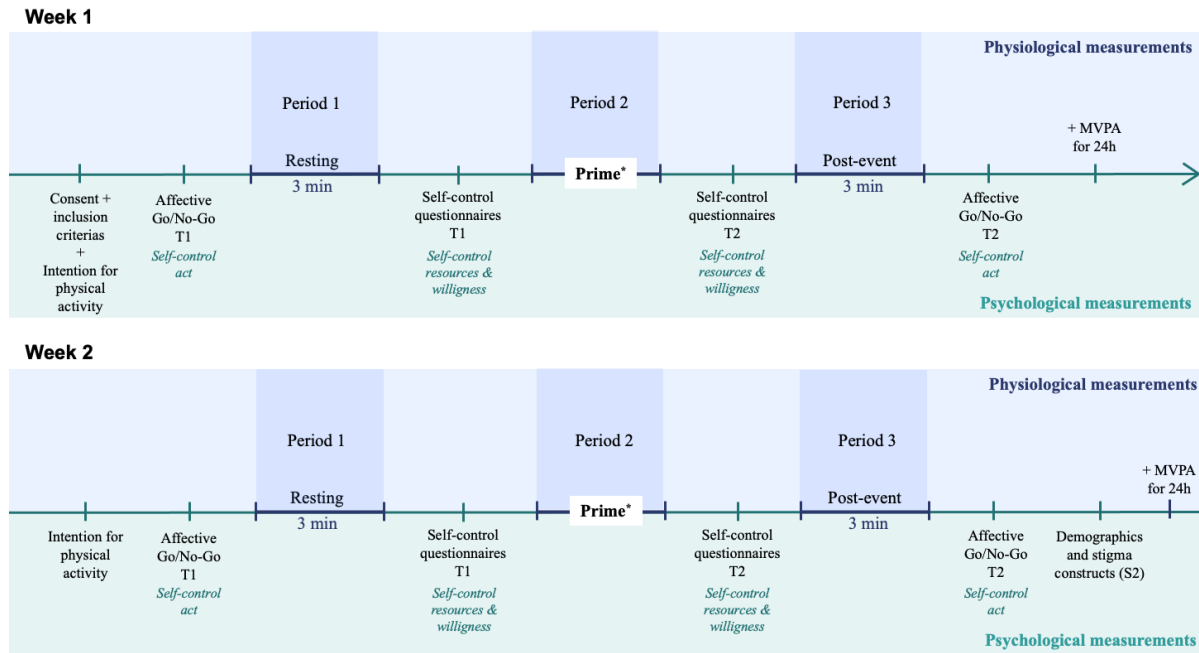 Week 1
Physiological measurements
Period 1
Period 2
Period 3
+ MVPA
for 24h
Resting
3 min
Prime*
Post-event
3 min
Consent +
inclusion
criterias
+
Intention for
physical
activity
Affective
Go/No-Go
T1
Self-control
act
Self-control
questionnaires
T1
Self-control
resources &
willigness
Self-control
questionnaires
T2
Self-control
resources &
willigness
Affective
Go/No-Go
T2
Self-control
act
Psychological measurements
Week 2
Physiological measurements
Period 1
Period 2
Period 3
+ MVPA
for 24h
Resting
3 min
Prime*
Post-event
3 min
Intention for
physical
activity
Affective
Go/No-Go
T1
Self-control
act
Self-control
questionnaires
T1
Self-control
resources &
willigness
Self-control
questionnaires
T2
Self-control
resources &
willigness
Affective
Go/No-Go
T2
Self-control
act
Demographics
and stigma
constructs (S2)
Psychological measurements